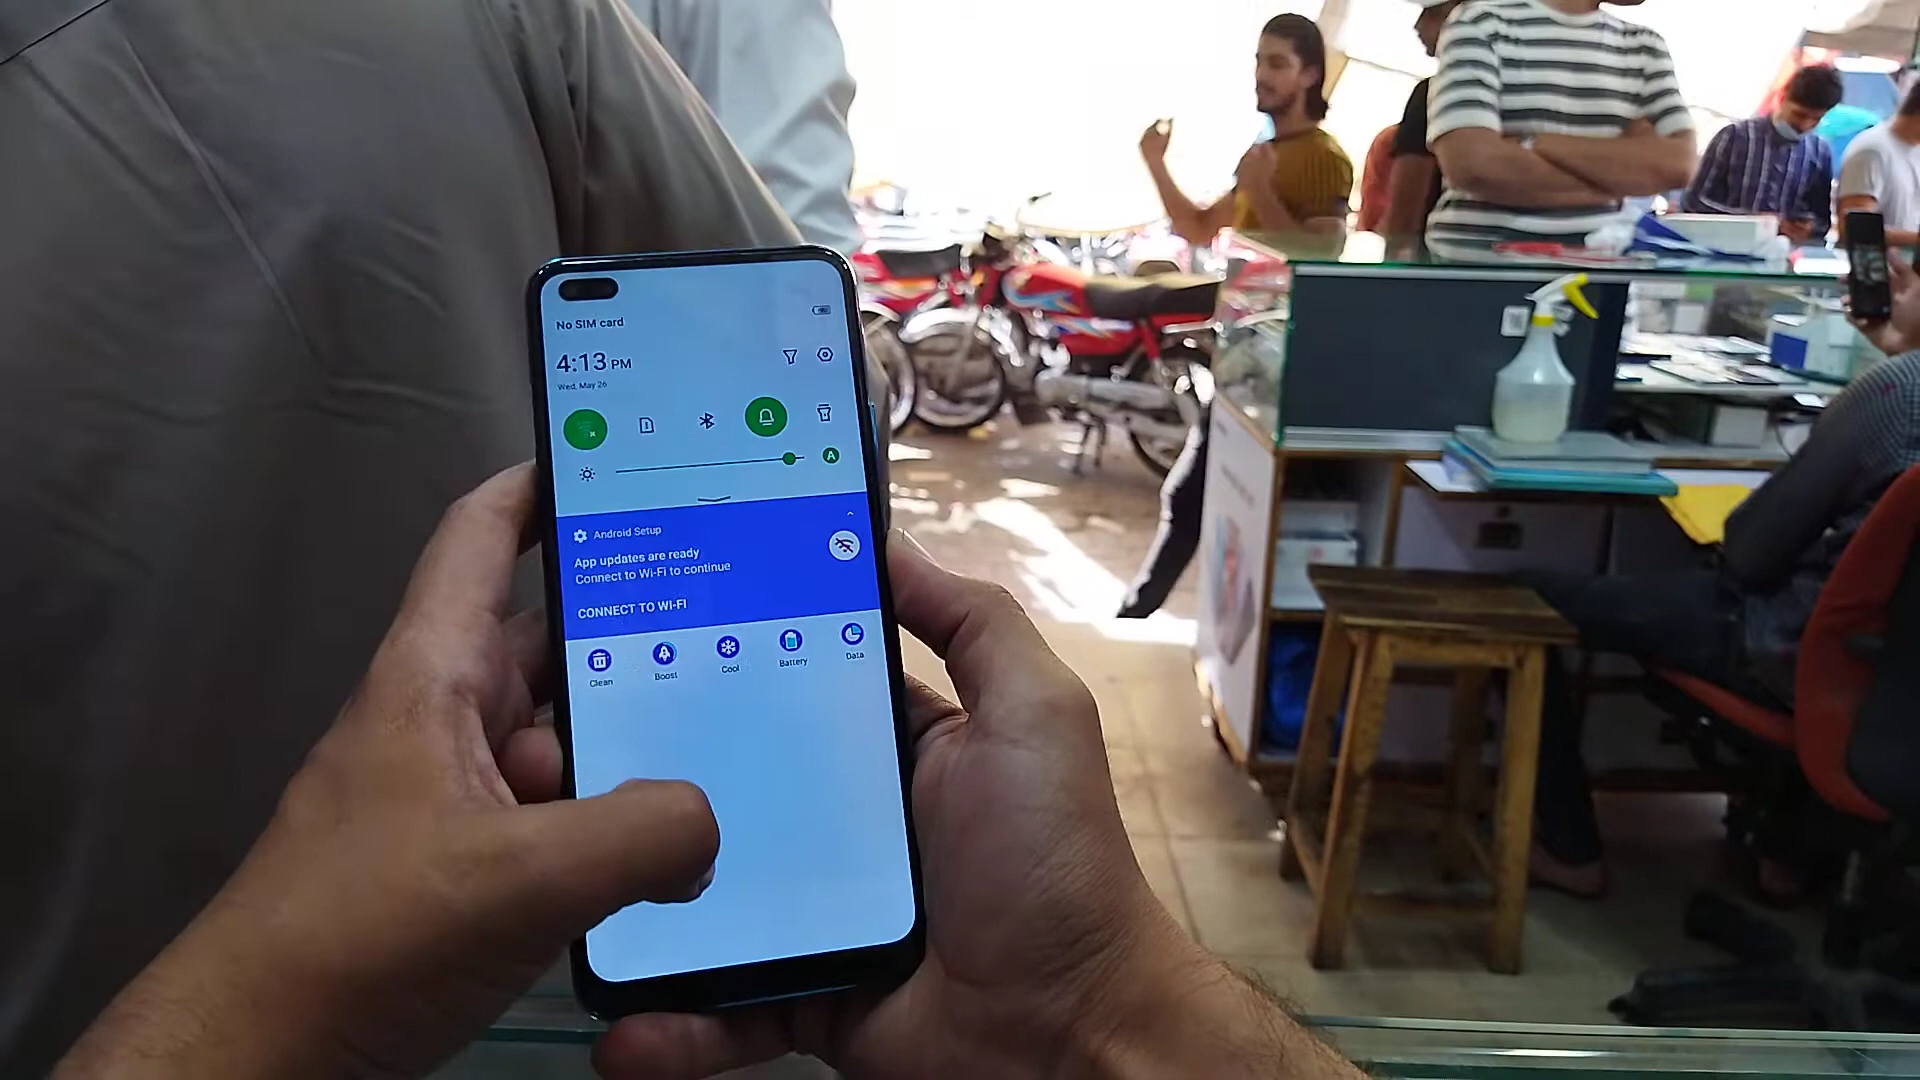 No SIM card
4:13 PM
Wed, May 26
A
Android Setup
App updates are ready
Connect to Wi-Fi to continue
CONNECT TO WI-FI
Clean
Boost
Cool
Battery
Data